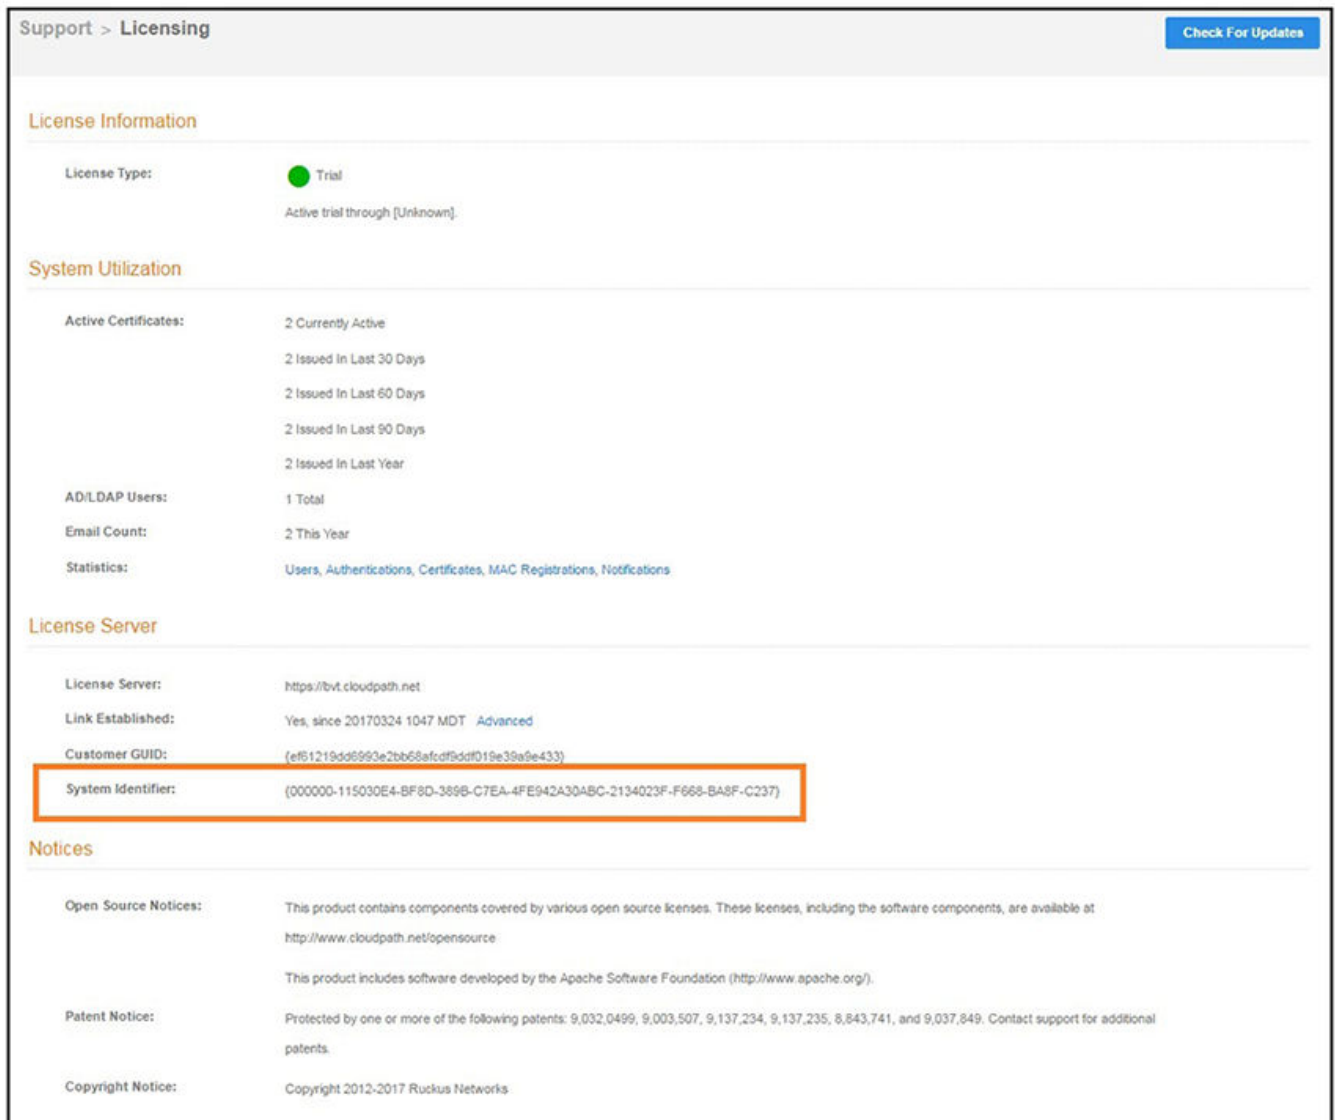 Support > Licensing
Check For Updates
License Information
License Type:
Trial
Active trial through [Unknown].
System Utilization
Active Certificates:
2 Currently Active
2 Issued In Last 30 Days
2 Issued In Last 60 Days
2 Issued In Last 90 Days
2 Issued In Last Year
AD/LDAP Users:
1 Total
Email Count:
2 This Year
Statistics:
Users, Authentications, Certificates, MAC Registrations, Notifications
License Server
License Server:
https://bvt.cloudpath.net
Link Established:
Yes, since 20170324 1047 MDT Advanced
Customer GUID:
{ef61219dd6993e2bb68afcdf9ddf019e39a9e433}
System Identifier:
{000000-115030E4-BF8D-389B-C7EA-4FE942A30ABC-2134023F-F668-BA8F-C237}
Notices
Open Source Notices:
This product contains components covered by various open source licenses. These licenses, including the software components, are available at
http://www.cloudpath.net/opensource
This product includes software developed by the Apache Software Foundation (http://www.apache.org/).
Patent Notice:
Protected by one or more of the following patents: 9,032,0499, 9,003,507, 9,137,234, 9,137,235, 8,843,741, and 9,037,849. Contact support for additional
patents.
Copyright Notice:
Copyright 2012-2017 Ruckus Networks